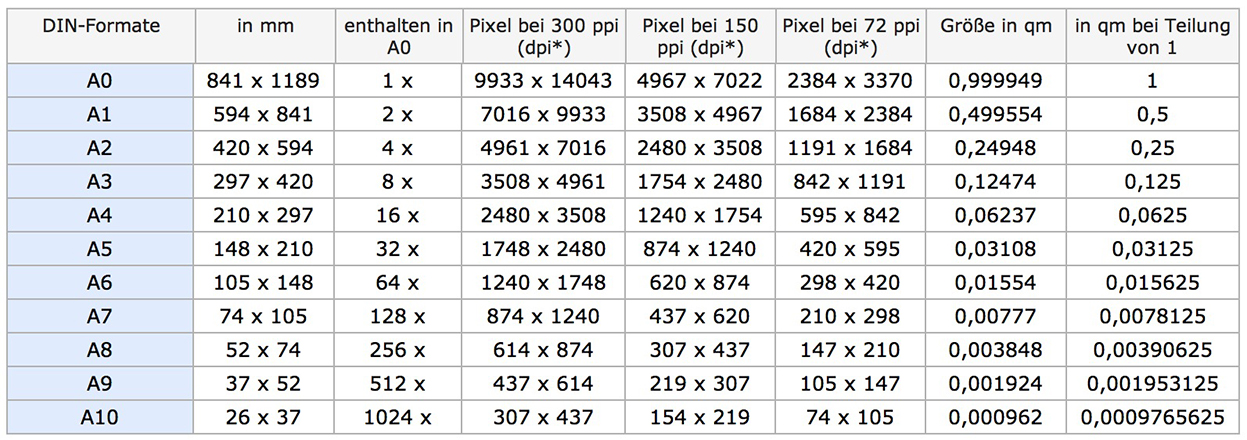 DIN-Formate in mm enthalten in A0 Pixel bei 300 ppi (dpi*) Pixel bei 150 ppi (dpi*) Pixel bei 72 ppi (dpi*) Größe in qm in qm bei Teilung von 1
A0 841 x 1189 1 x 9933 x 14043 4967 x 7022 2384 x 3370 0,999949 1
A1 594 x 841 2 x 7016 x 9933 3508 x 4967 1684 x 2384 0,499554 0,5
A2 420 x 594 4 x 4961 x 7016 2480 x 3508 1191 x 1684 0,24948 0,25
A3 297 x 420 8 x 3508 x 4961 1754 x 2480 842 x 1191 0,12474 0,125
A4 210 x 297 16 x 2480 x 3508 1240 x 1754 595 x 842 0,06237 0,0625
A5 148 x 210 32 x 1748 x 2480 874 x 1240 420 x 595 0,03108 0,03125
A6 105 x 148 64 x 1240 x 1748 620 x 874 298 x 420 0,01554 0,015625
A7 74 x 105 128 x 874 x 1240 437 x 620 210 x 298 0,00777 0,0078125
A8 52 x 74 256 x 614 x 874 307 x 437 147 x 210 0,003848 0,00390625
A9 37 x 52 512 x 437 x 614 219 x 307 105 x 147 0,001924 0,001953125
A10 26 x 37 1024 x 307 x 437 154 x 219 74 x 105 0,000962 0,0009765625